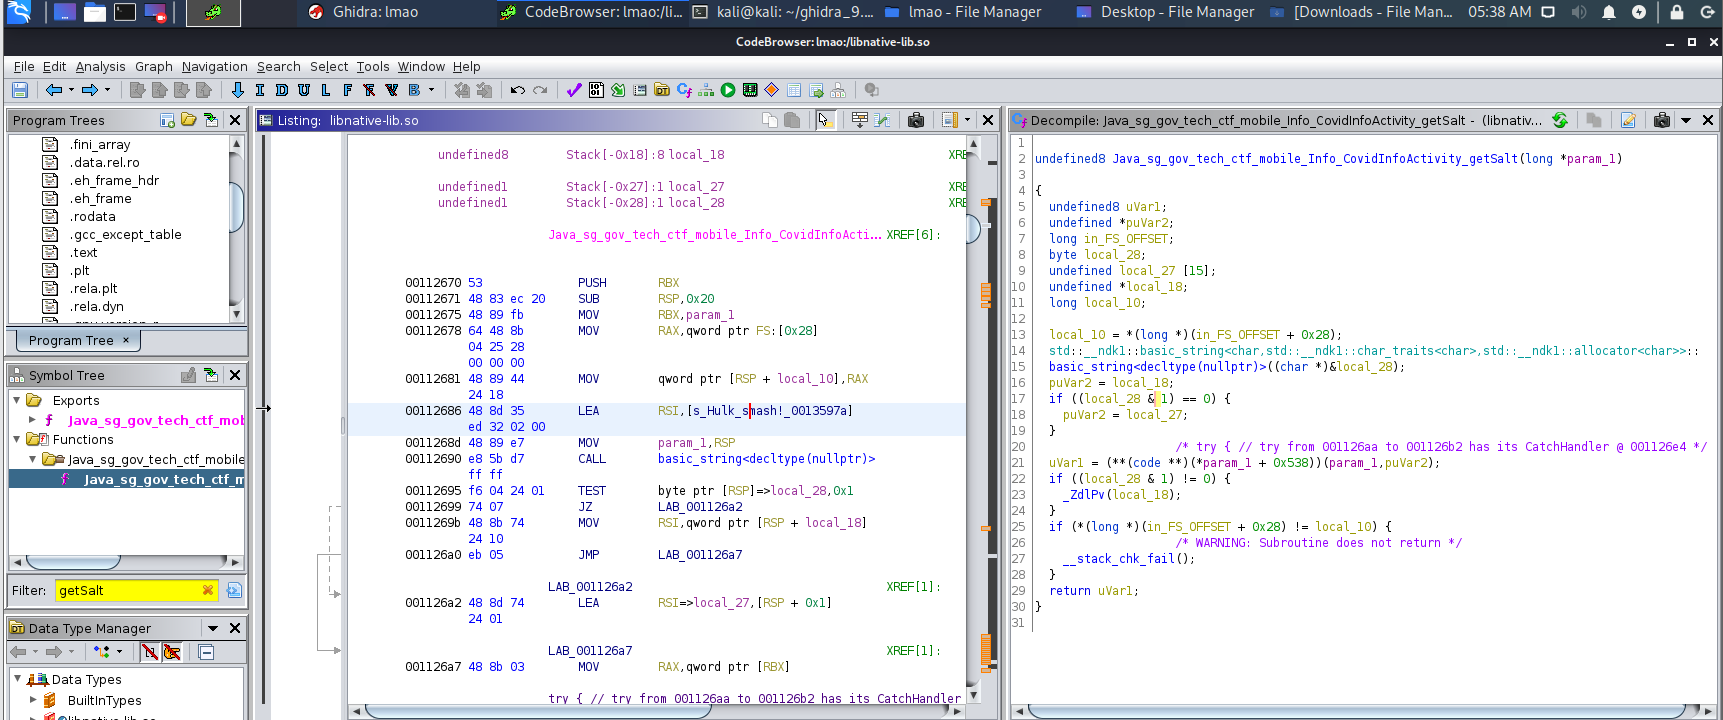 Ghidra: lmao
CodeBrowser: lmao:/li...
kali@kali: ~/ghidra_9....
lmao - File Manager
Desktop - File Manager
[Downloads - File Man...
05:38 AM
CodeBrowser: lmao:/libnative-lib.so
File Edit Analysis Graph Navigation Search Select Tools Window Help
I D U L F R V B
Program Trees
.fini_array
.data.rel.ro
.eh_frame_hdr
.eh_frame
.rodata
.gcc_except_table
.text
.plt
.rela.plt
.rela.dyn
Program Tree ×
Symbol Tree
Exports
f Java_sg_gov_tech_ctf_mob
Functions
Java_sg_gov_tech_ctf_mobile
f Java_sg_gov_tech_ctf_m
Filter: getSalt
Data Type Manager
Data Types
BuiltInTypes
libnative-lib.so
Listing: libnative-lib.so
undefined8 Stack[-0x18]:8 local_18 XRE
undefined1 Stack[-0x27]:1 local_27 XRE
undefined1 Stack[-0x28]:1 local_28 XRE
Java_sg_gov_tech_ctf_mobile_Info_CovidInfoActi... XREF[6]:
00112670 53 PUSH RBX
00112671 48 83 ec 20 SUB RSP,0x20
00112675 48 89 fb MOV RBX,param_1
00112678 64 48 8b MOV RAX,qword ptr FS:[0x28]
04 25 28
00 00 00
00112681 48 89 44 MOV qword ptr [RSP + local_10],RAX
24 18
00112686 48 8d 35 LEA RSI,[s_Hulk_smash!_0013597a]
ed 32 02 00
0011268d 48 89 e7 MOV param_1,RSP
00112690 e8 5b d7 CALL basic_string<decltype(nullptr)>
ff ff
00112695 f6 04 24 01 TEST byte ptr [RSP]=>local_28,0x1
00112699 74 07 JZ LAB_001126a2
0011269b 48 8b 74 MOV RSI,qword ptr [RSP + local_18]
24 10
001126a0 eb 05 JMP LAB_001126a7
LAB_001126a2 XREF[1]:
001126a2 48 8d 74 LEA RSI=>local_27,[RSP + 0x1]
24 01
LAB_001126a7 XREF[1]:
001126a7 48 8b 03 MOV RAX,qword ptr [RBX]
try { // try from 001126aa to 001126b2 has its CatchHandler
Decompile: Java_sg_gov_tech_ctf_mobile_Info_CovidInfoActivity_getSalt - (libnativ...
1
2 undefined8 Java_sg_gov_tech_ctf_mobile_Info_CovidInfoActivity_getSalt(long *param_1)
3
4 {
5 undefined8 uVar1;
6 undefined *puVar2;
7 long in_FS_OFFSET;
8 byte local_28;
9 undefined local_27 [15];
10 undefined *local_18;
11 long local_10;
12
13 local_10 = *(long *)(in_FS_OFFSET + 0x28);
14 std::__ndk1::basic_string<char,std::__ndk1::char_traits<char>,std::__ndk1::allocator<char>>::
15 basic_string<decltype(nullptr)>((char *)&local_28);
16 puVar2 = local_18;
17 if ((local_28 & 1) == 0) {
18 puVar2 = local_27;
19 }
20 /* try { // try from 001126aa to 001126b2 has its CatchHandler @ 001126e4 */
21 uVar1 = (**(code **)(*param_1 + 0x538))(param_1,puVar2);
22 if ((local_28 & 1) != 0) {
23 _ZdlPv(local_18);
24 }
25 if (*(long *)(in_FS_OFFSET + 0x28) != local_10) {
26 /* WARNING: Subroutine does not return */
27 __stack_chk_fail();
28 }
29 return uVar1;
30 }
31